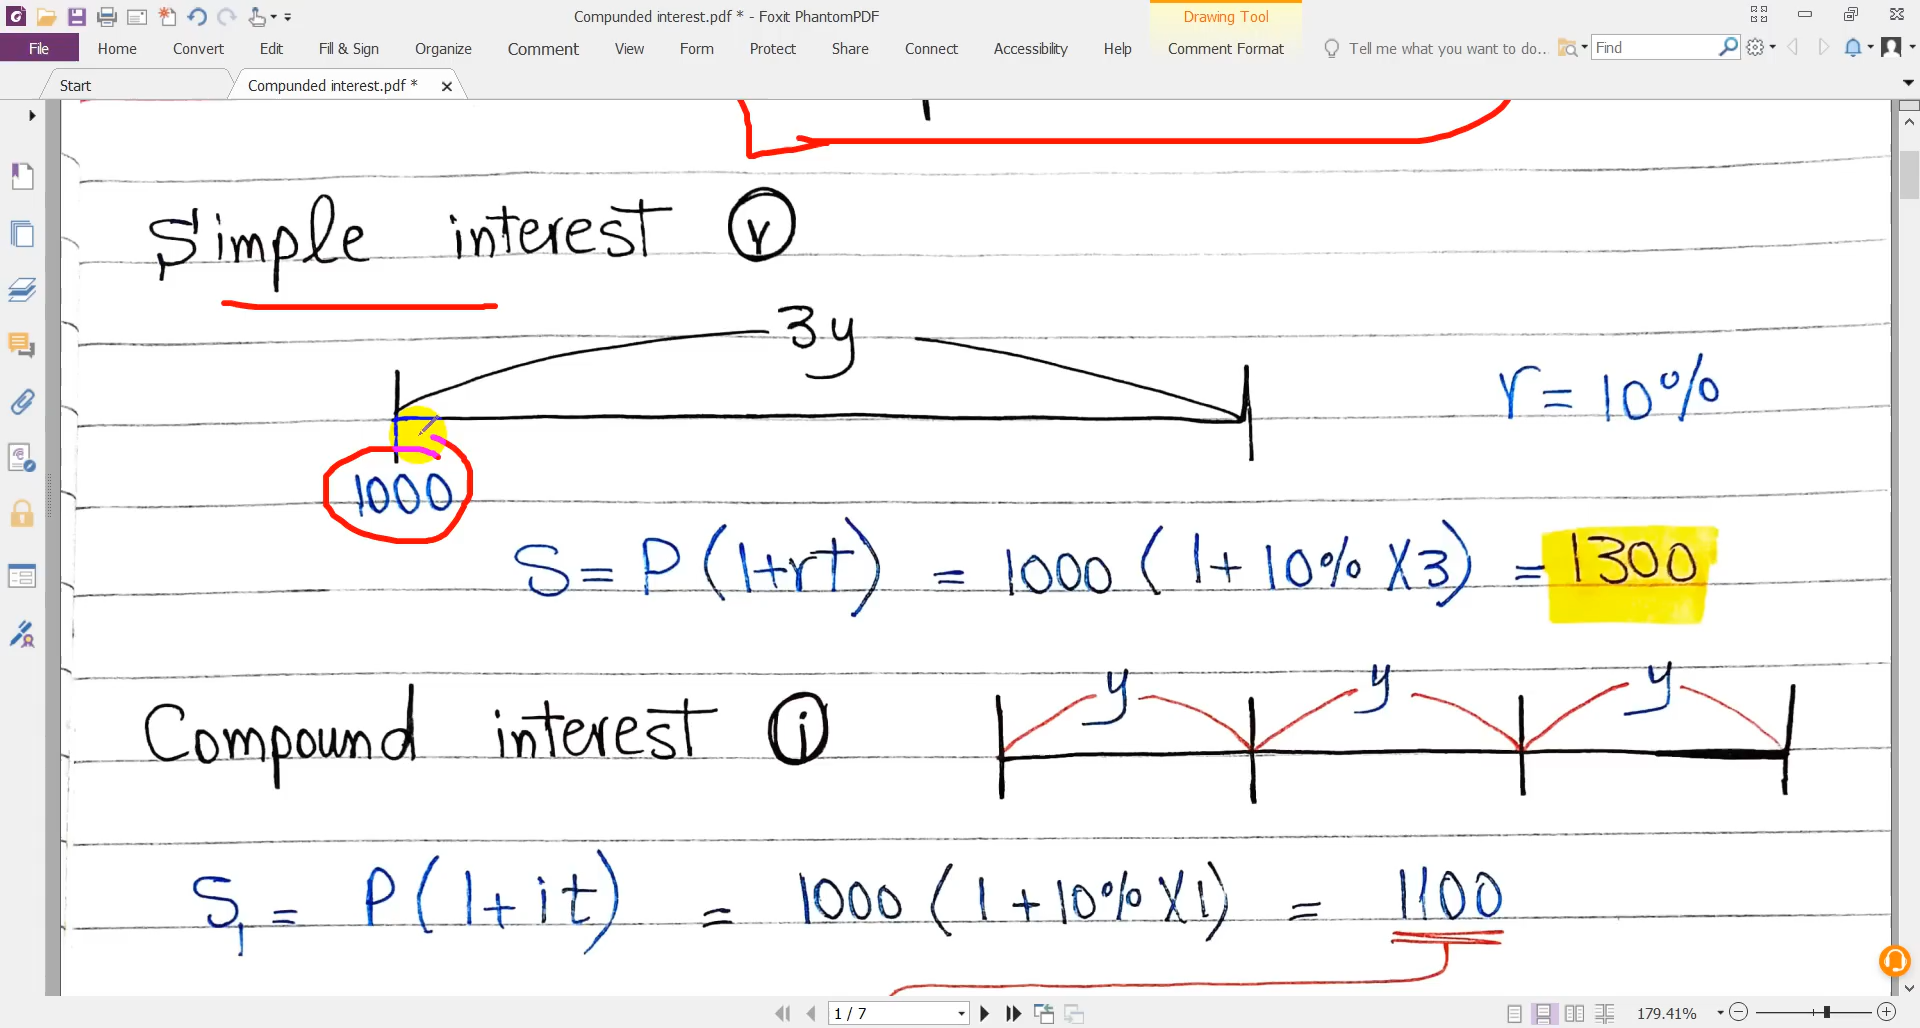 Compunded interest.pdf * - Foxit PhantomPDF
Drawing Tool
File Home Convert Edit Fill & Sign Organize Comment View Form Protect Share Connect Accessibility Help Comment Format Tell me what you want to do.. Find
Start Compunded interest.pdf *
Simple interest r
3y
r = 10%
1000
S = P (1+rt) = 1000 (1+ 10% X3) = 1300
Compound interest i
y y y
S1 = P (1+it) = 1000 (1+10% X1) = 1100
1 / 7
179.41%